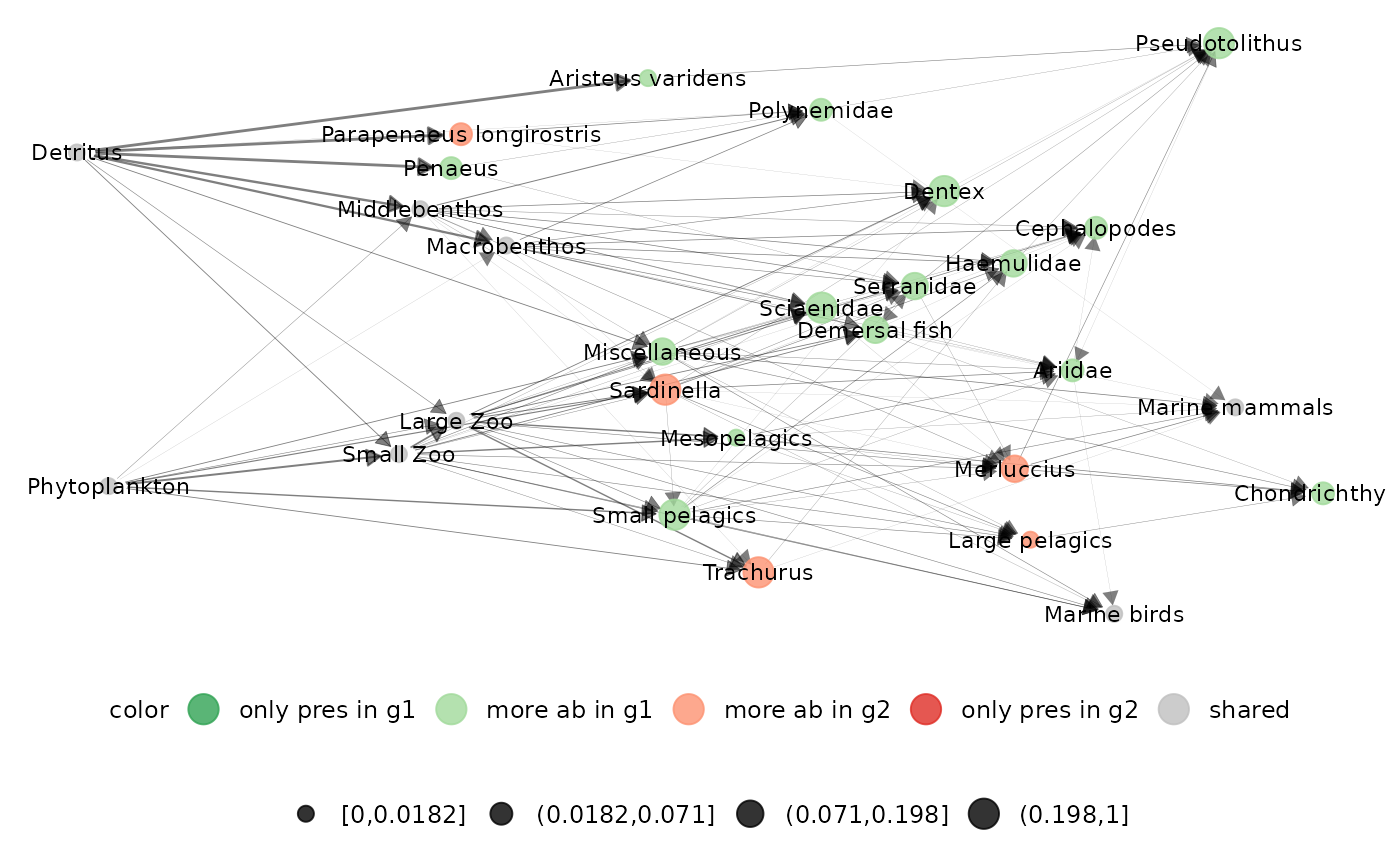 Pseudotolithus
Aristeus varidens
Polynemidae
Parapenaeus longirostris
Detritus
Penaeus
Dentex
Middlebenthos
Cephalopodes
Macrobenthos
Haemulidae
Serranidae
Sciaenidae
Demersal fish
Miscellaneous
Ariidae
Sardinella
Marine mammals
Large Zoo
Mesopelagics
Small Zoo
Merluccius
Phytoplankton
Chondrichthy
Small pelagics
Large pelagics
Trachurus
Marine birds
color only pres in g1 more ab in g1 more ab in g2 only pres in g2 shared
[0,0.0182] (0.0182,0.071] (0.071,0.198] (0.198,1]